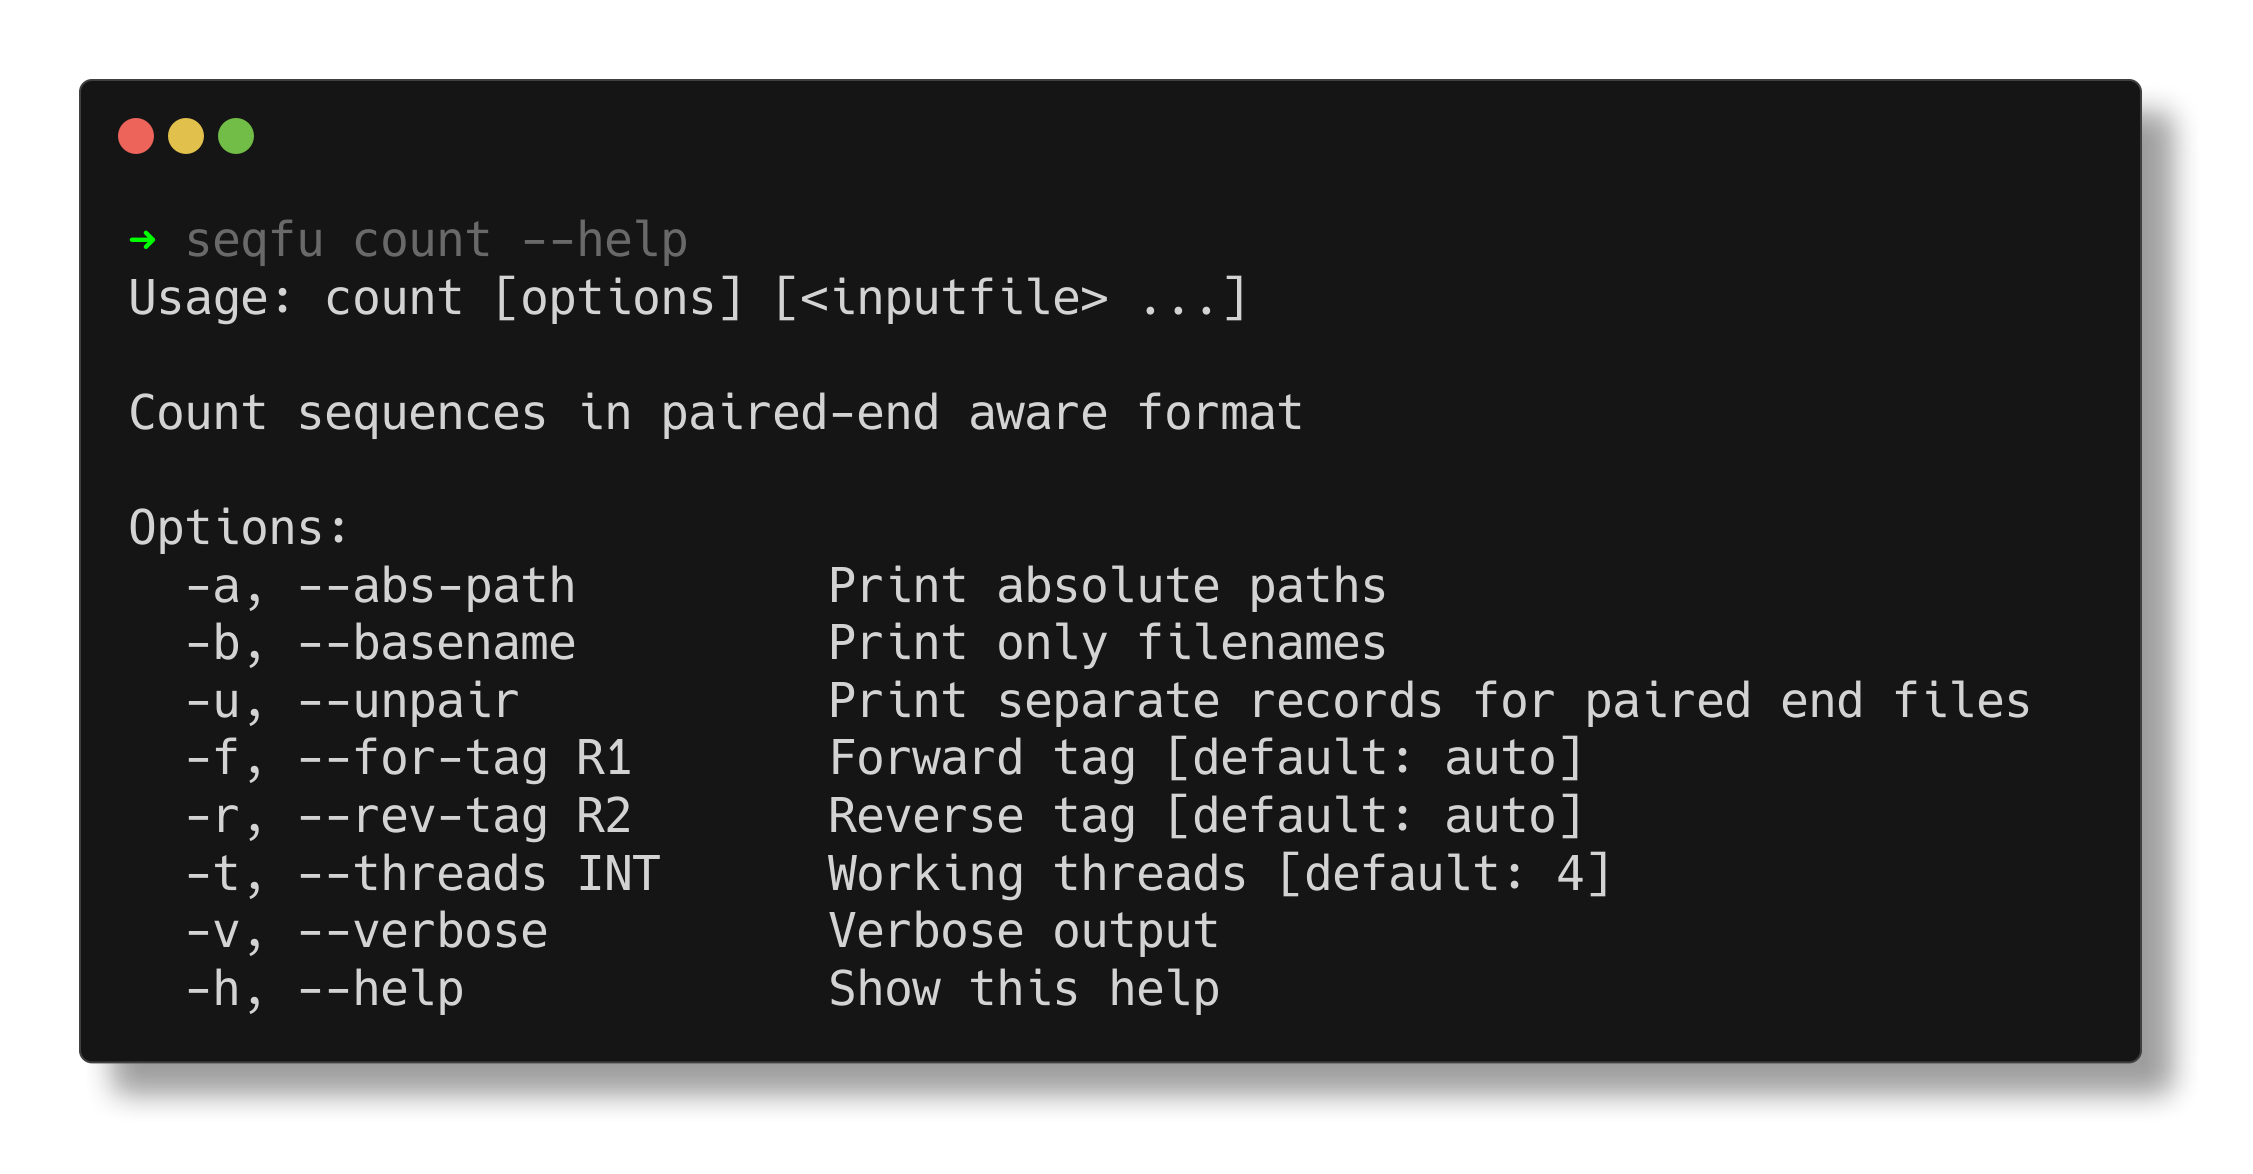 ➜ seqfu count --help
Usage: count [options] [<inputfile> ...]
Count sequences in paired-end aware format
Options:
  -a, --abs-path         Print absolute paths
  -b, --basename         Print only filenames
  -u, --unpair           Print separate records for paired end files
  -f, --for-tag R1       Forward tag [default: auto]
  -r, --rev-tag R2       Reverse tag [default: auto]
  -t, --threads INT      Working threads [default: 4]
  -v, --verbose          Verbose output
  -h, --help             Show this help